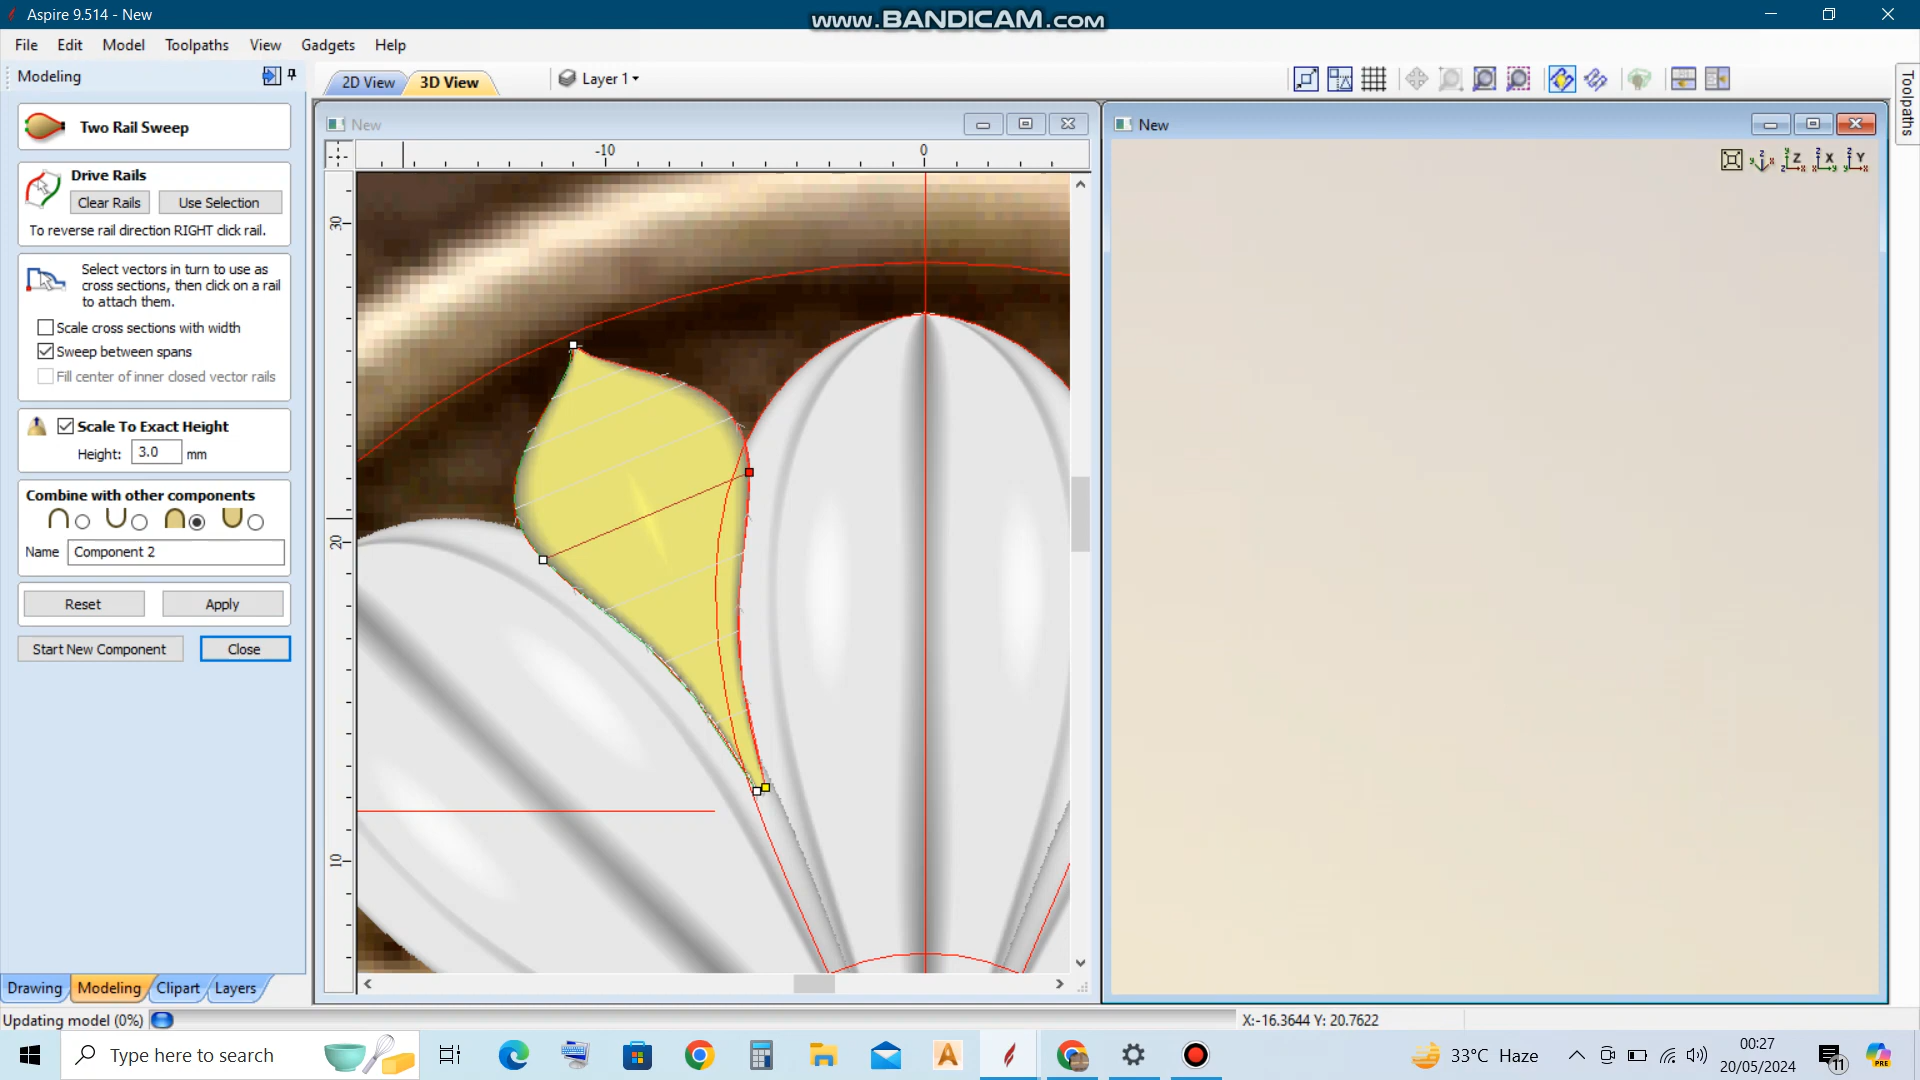 Aspire 9.514 - New
www.BANDICAM.com
File Edit Model Toolpaths View Gadgets Help
Modeling
2D View 3D View Layer 1
Toolpaths
Two Rail Sweep
New
New
-10 0
Z X Y
Drive Rails
Clear Rails Use Selection
To reverse rail direction RIGHT click rail.
30
Select vectors in turn to use as
cross sections, then click on a rail
to attach them.
Scale cross sections with width
Sweep between spans
Fill center of inner closed vector rails
Scale To Exact Height
Height: 3.0 mm
Combine with other components
20
Name Component 2
Reset Apply
Start New Component Close
10
Drawing Modeling Clipart Layers
Updating model (0%)
X:-16.3644 Y: 20.7622
Type here to search
33°C Haze
00:27
20/05/2024
11
PRE